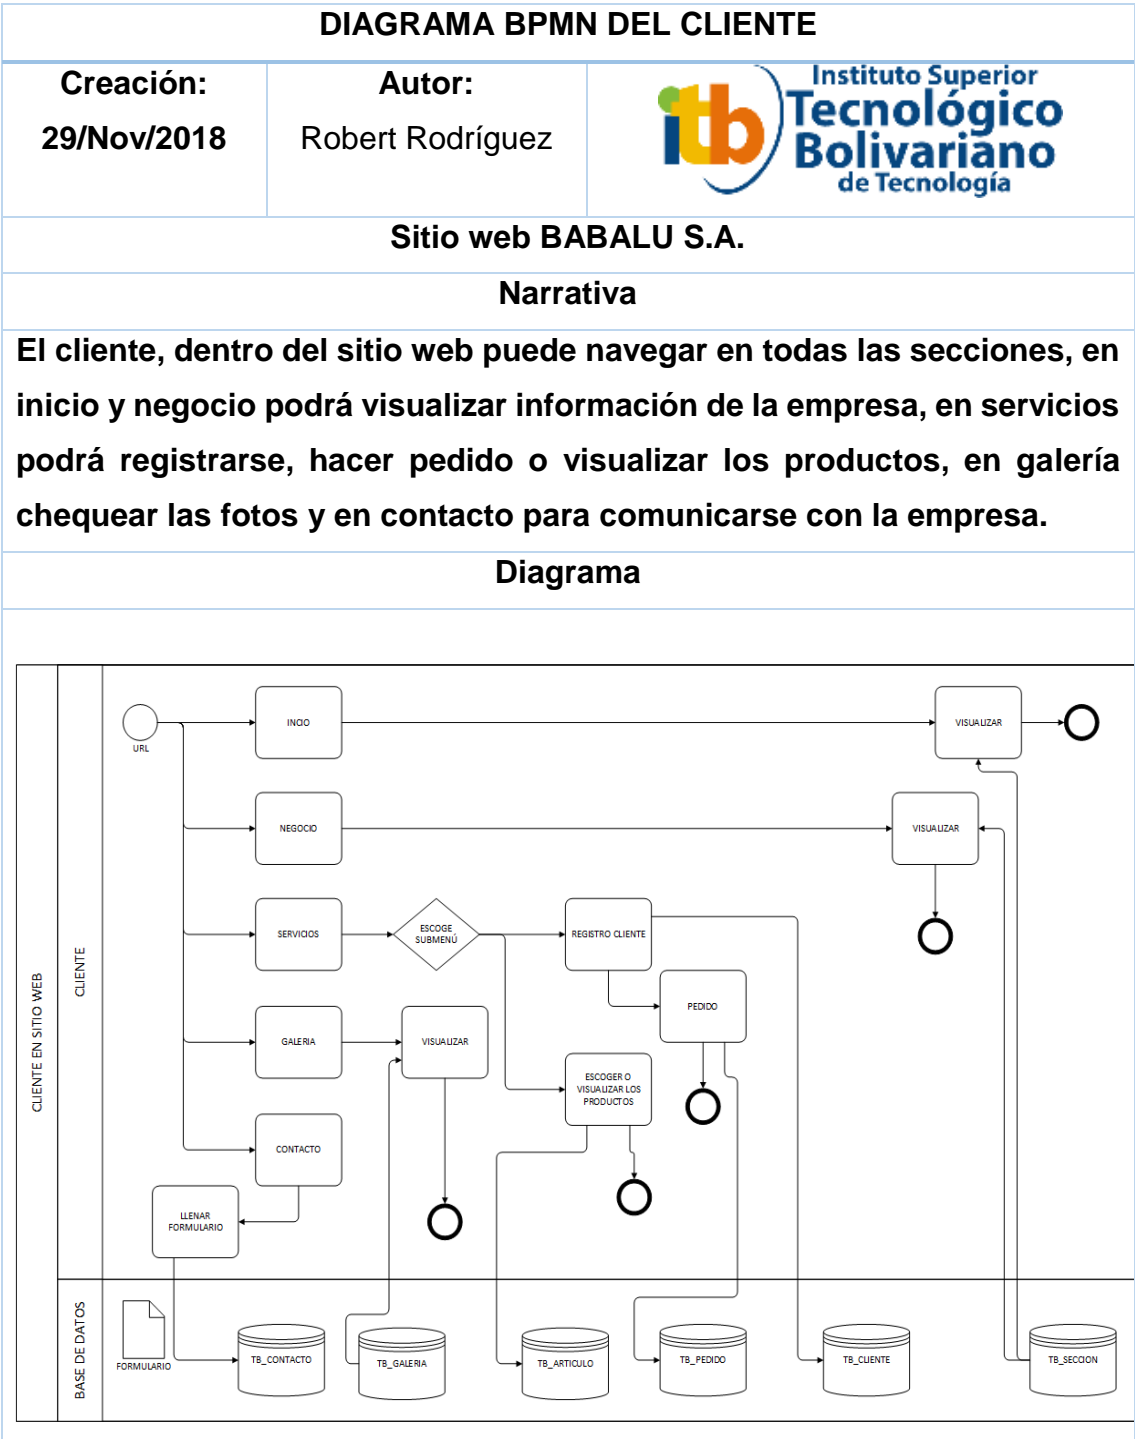 DIAGRAMA BPMN DEL CLIENTE
Creación:
29/Nov/2018
Autor:
Robert Rodríguez
itb
Instituto Superior
Tecnológico
Bolivariano
de Tecnología
Sitio web BABALU S.A.
Narrativa
El cliente, dentro del sitio web puede navegar en todas las secciones, en
inicio y negocio podrá visualizar información de la empresa, en servicios
podrá registrarse, hacer pedido o visualizar los productos, en galería
chequear las fotos y en contacto para comunicarse con la empresa.
Diagrama
CLIENTE EN SITIO WEB
CLIENTE
URL
INCIO
VISUALIZAR
NEGOCIO
VISUALIZAR
SERVICIOS
ESCOGE
SUBMENÚ
REGISTRO CLIENTE
PEDIDO
GALERIA
VISUALIZAR
ESCOGER O
VISUALIZAR LOS
PRODUCTOS
CONTACTO
LLENAR
FORMULARIO
BASE DE DATOS
FORMULARIO
TB_CONTACTO
TB_GALERIA
TB_ARTICULO
TB_PEDIDO
TB_CLIENTE
TB_SECCION